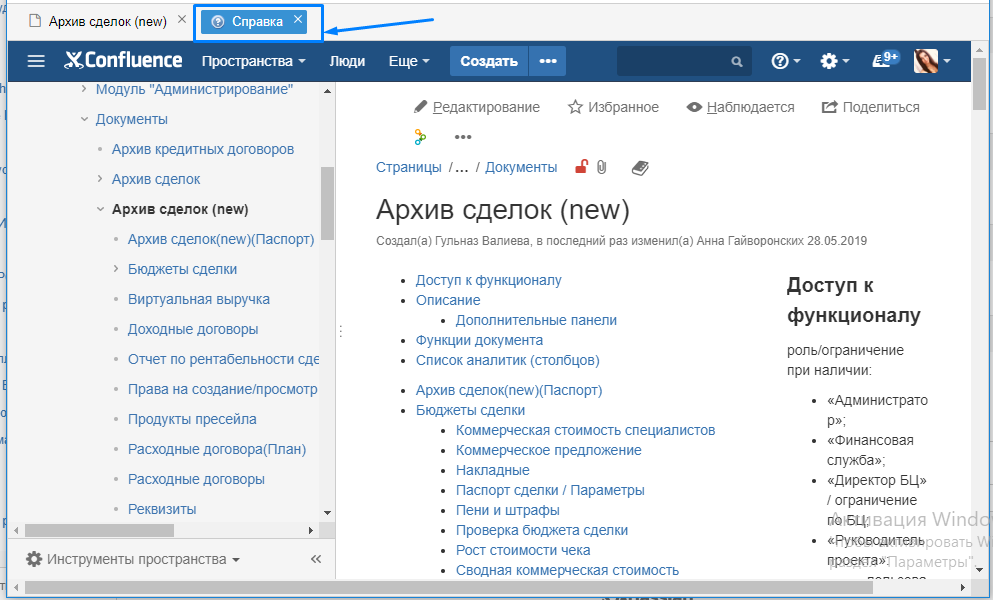 Архив сделок (new)
Справка
Confluence
Пространства
Люди
Еще
Создать
9+
Модуль "Администрирование"
Документы
Архив кредитных договоров
Архив сделок
Архив сделок (new)
Архив сделок(new)(Паспорт)
Бюджеты сделки
Виртуальная выручка
Доходные договоры
Отчет по рентабельности сде
Права на создание/просмотр
Продукты пресейла
Расходные договора(План)
Расходные договоры
Реквизиты
Инструменты пространства
Редактирование
Избранное
Наблюдается
Поделиться
Страницы /... / Документы
Архив сделок (new)
Создал(а) Гульназ Валиева, в последний раз изменил(а) Анна Гайворонских 28.05.2019
Доступ к функционалу
Описание
Дополнительные панели
Функции документа
Список аналитик (столбцов)
Архив сделок(new)(Паспорт)
Бюджеты сделки
Коммерческая стоимость специалистов
Коммерческое предложение
Накладные
Паспорт сделки / Параметры
Пени и штрафы
Проверка бюджета сделки
Рост стоимости чека
Сводная коммерческая стоимость
Доступ к
функционалу
роль/ограничение
при наличии:
«Администрато
р»;
«Финансовая
служба»;
«Директор БЦ»
/ ограничение
по БЦ;
«Руководитель
проекта»:
Активация Windo